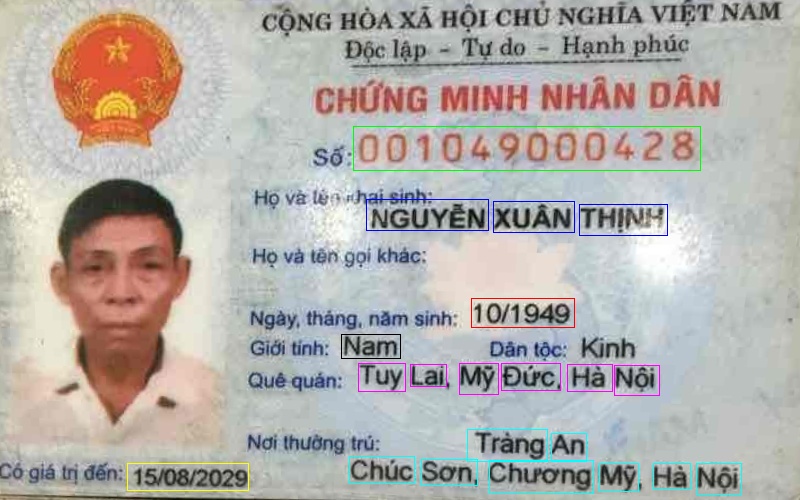 CỘNG HÒA XÃ HỘI CHỦ NGHĨA VIỆT NAM
Độc lập - Tự do - Hạnh phúc
CHỨNG MINH NHÂN DÂN
Số: 001049000428
Họ và tên khai sinh:
NGUYỄN XUÂN THỊNH
Họ và tên gọi khác:
Ngày, tháng, năm sinh: 10/1949
Giới tính: Nam Dân tộc: Kinh
Quê quán: Tuy Lai, Mỹ Đức, Hà Nội
Nơi thường trú: Tràng An
Chúc Sơn, Chương Mỹ, Hà Nội
Có giá trị đến: 15/08/2029